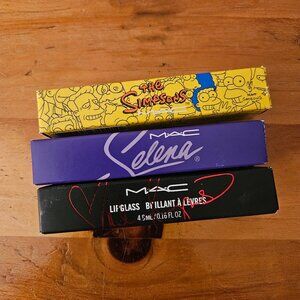 THE
SIMPSONS
MAC
Selena®
MAC
LIPGLASS BRILLANT À LÈVRES
4.5 ML / 0.16 FL OZ